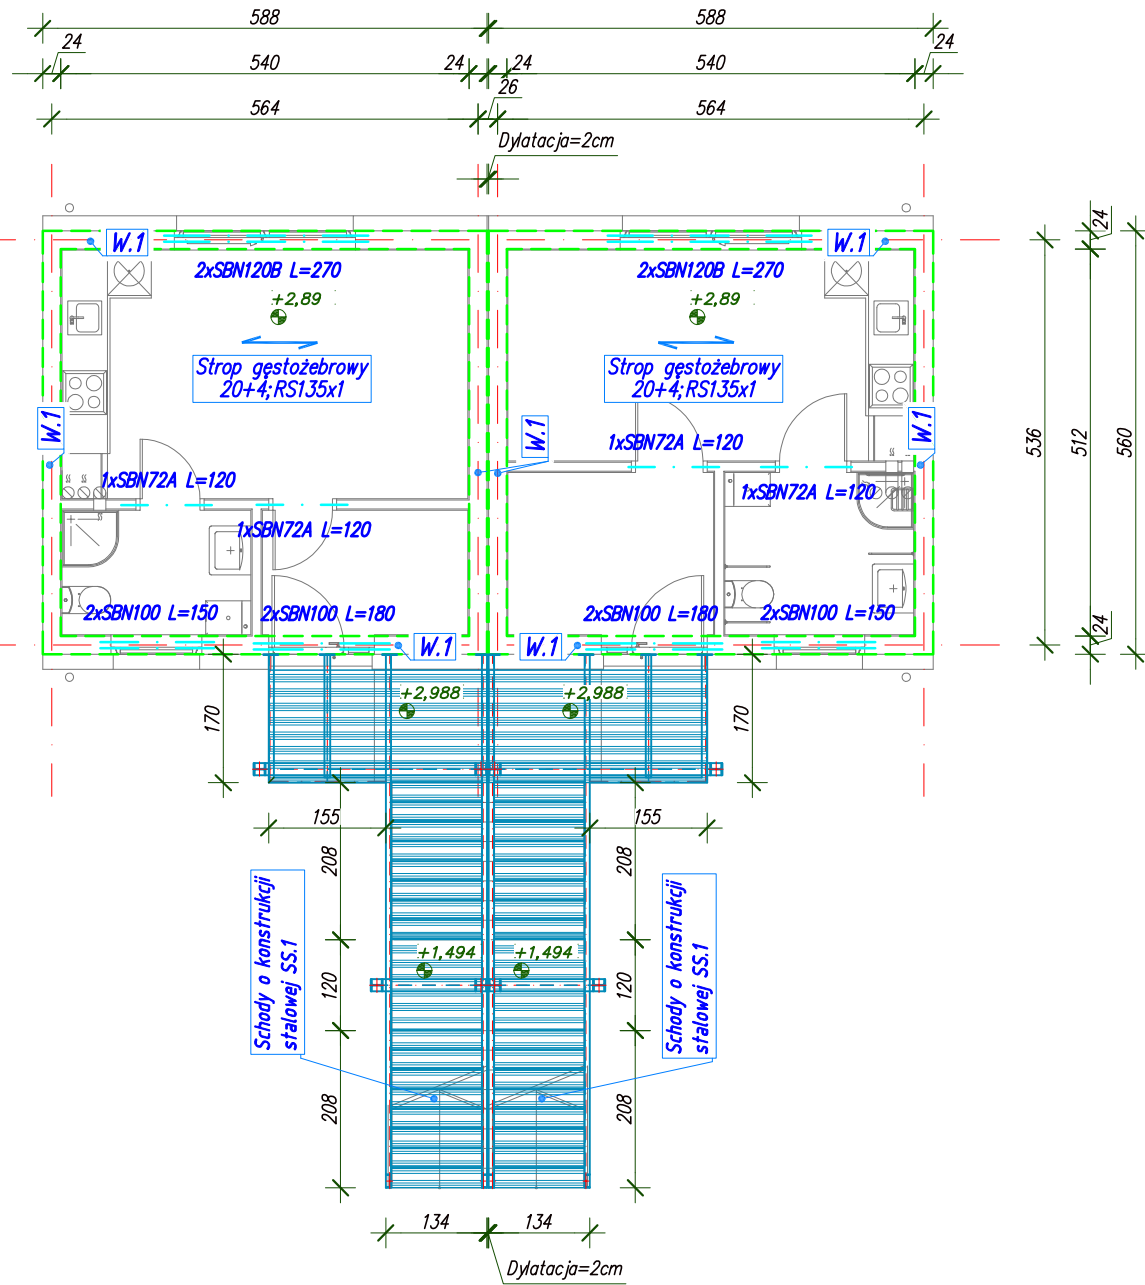 588
588
24
24
540
24
24
540
26
564
564
Dylatacja=2cm
W.1
W.1
2xSBN120B L=270
2xSBN120B L=270
+2,89
+2,89
Strop gęstożebrowy
20+4;RS135x1
Strop gęstożebrowy
20+4;RS135x1
24
536
512
560
24
W.1
W.1
W.1
1xSBN72A L=120
1xSBN72A L=120
1xSBN72A L=120
1xSBN72A L=120
2xSBN100 L=150
2xSBN100 L=180
2xSBN100 L=180
2xSBN100 L=150
W.1
W.1
+2,988
+2,988
170
170
155
155
208
208
Schody o konstrukcji
stalowej SS.1
Schody o konstrukcji
stalowej SS.1
+1,494
+1,494
120
120
208
208
134
134
Dylatacja=2cm